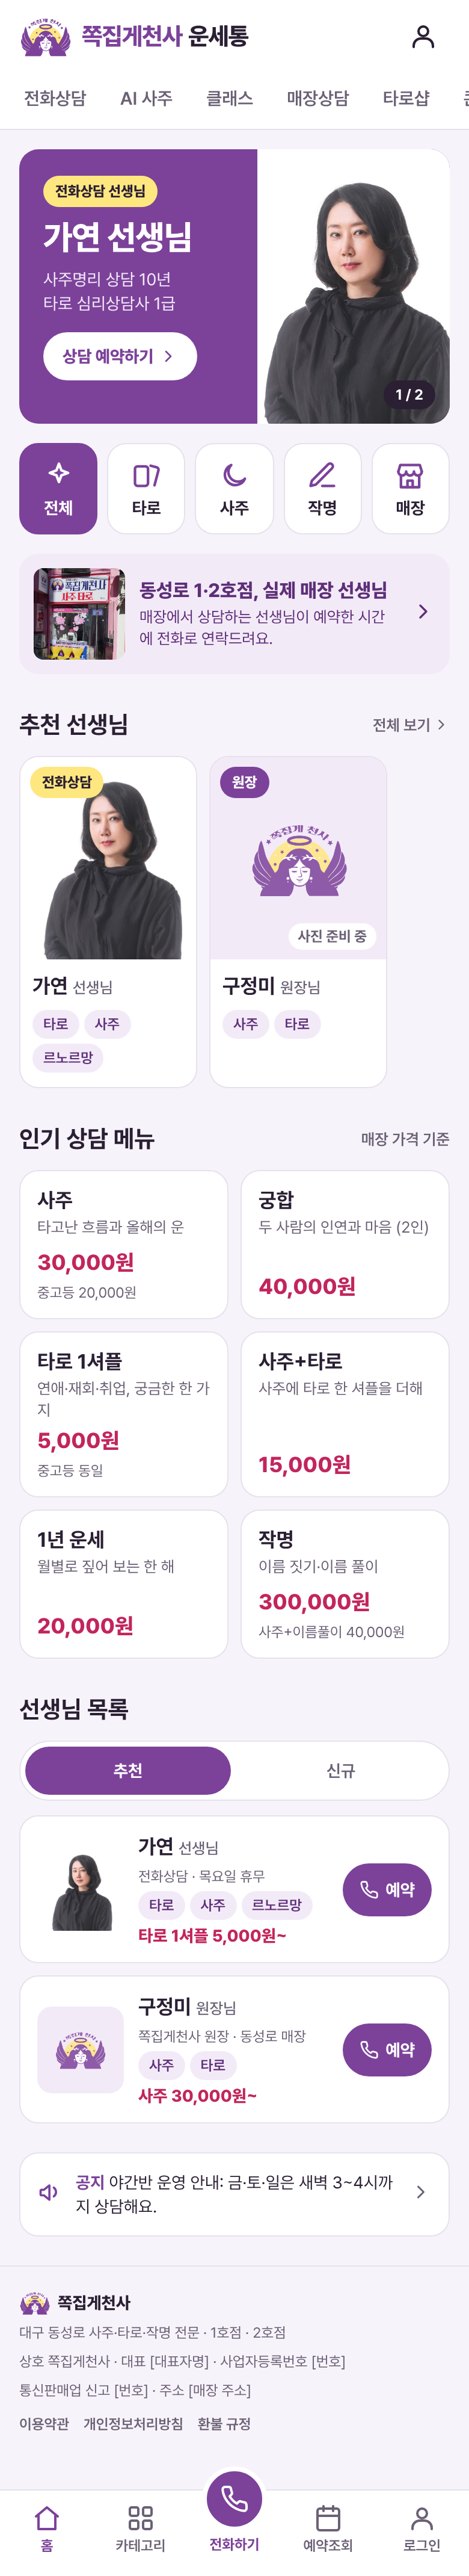 쪽집게천사 운세통
전화상담 AI 사주 클래스 매장상담 타로샵
전화상담 선생님
가연 선생님
사주명리 상담 10년
타로 심리상담사 1급
상담 예약하기
1 / 2
전체 타로 사주 작명 매장
쪽집게천사
사주 타로
동성로 1·2호점, 실제 매장 선생님
매장에서 상담하는 선생님이 예약한 시간
에 전화로 연락드려요.
추천 선생님 전체 보기
전화상담
원장
쪽집게 천사
사진 준비 중
가연 선생님
타로 사주
르노르망
구정미 원장님
사주 타로
인기 상담 메뉴 매장 가격 기준
사주
타고난 흐름과 올해의 운
30,000원
중고등 20,000원
궁합
두 사람의 인연과 마음 (2인)
40,000원
타로 1셔플
연애·재회·취업, 궁금한 한 가
지
5,000원
중고등 동일
사주+타로
사주에 타로 한 셔플을 더해
15,000원
1년 운세
월별로 짚어 보는 한 해
20,000원
작명
이름 짓기·이름 풀이
300,000원
사주+이름풀이 40,000원
선생님 목록
추천 신규
가연 선생님
전화상담 · 목요일 휴무
타로 사주 르노르망
타로 1셔플 5,000원~
예약
구정미 원장님
쪽집게천사 원장 · 동성로 매장
사주 타로
사주 30,000원~
예약
공지 야간반 운영 안내: 금·토·일은 새벽 3~4시까
지 상담해요.
쪽집게천사
대구 동성로 사주·타로·작명 전문 · 1호점 · 2호점
상호 쪽집게천사 · 대표 [대표자명] · 사업자등록번호 [번호]
통신판매업 신고 [번호] · 주소 [매장 주소]
이용약관 개인정보처리방침 환불 규정
홈 카테고리 전화하기 예약조회 로그인